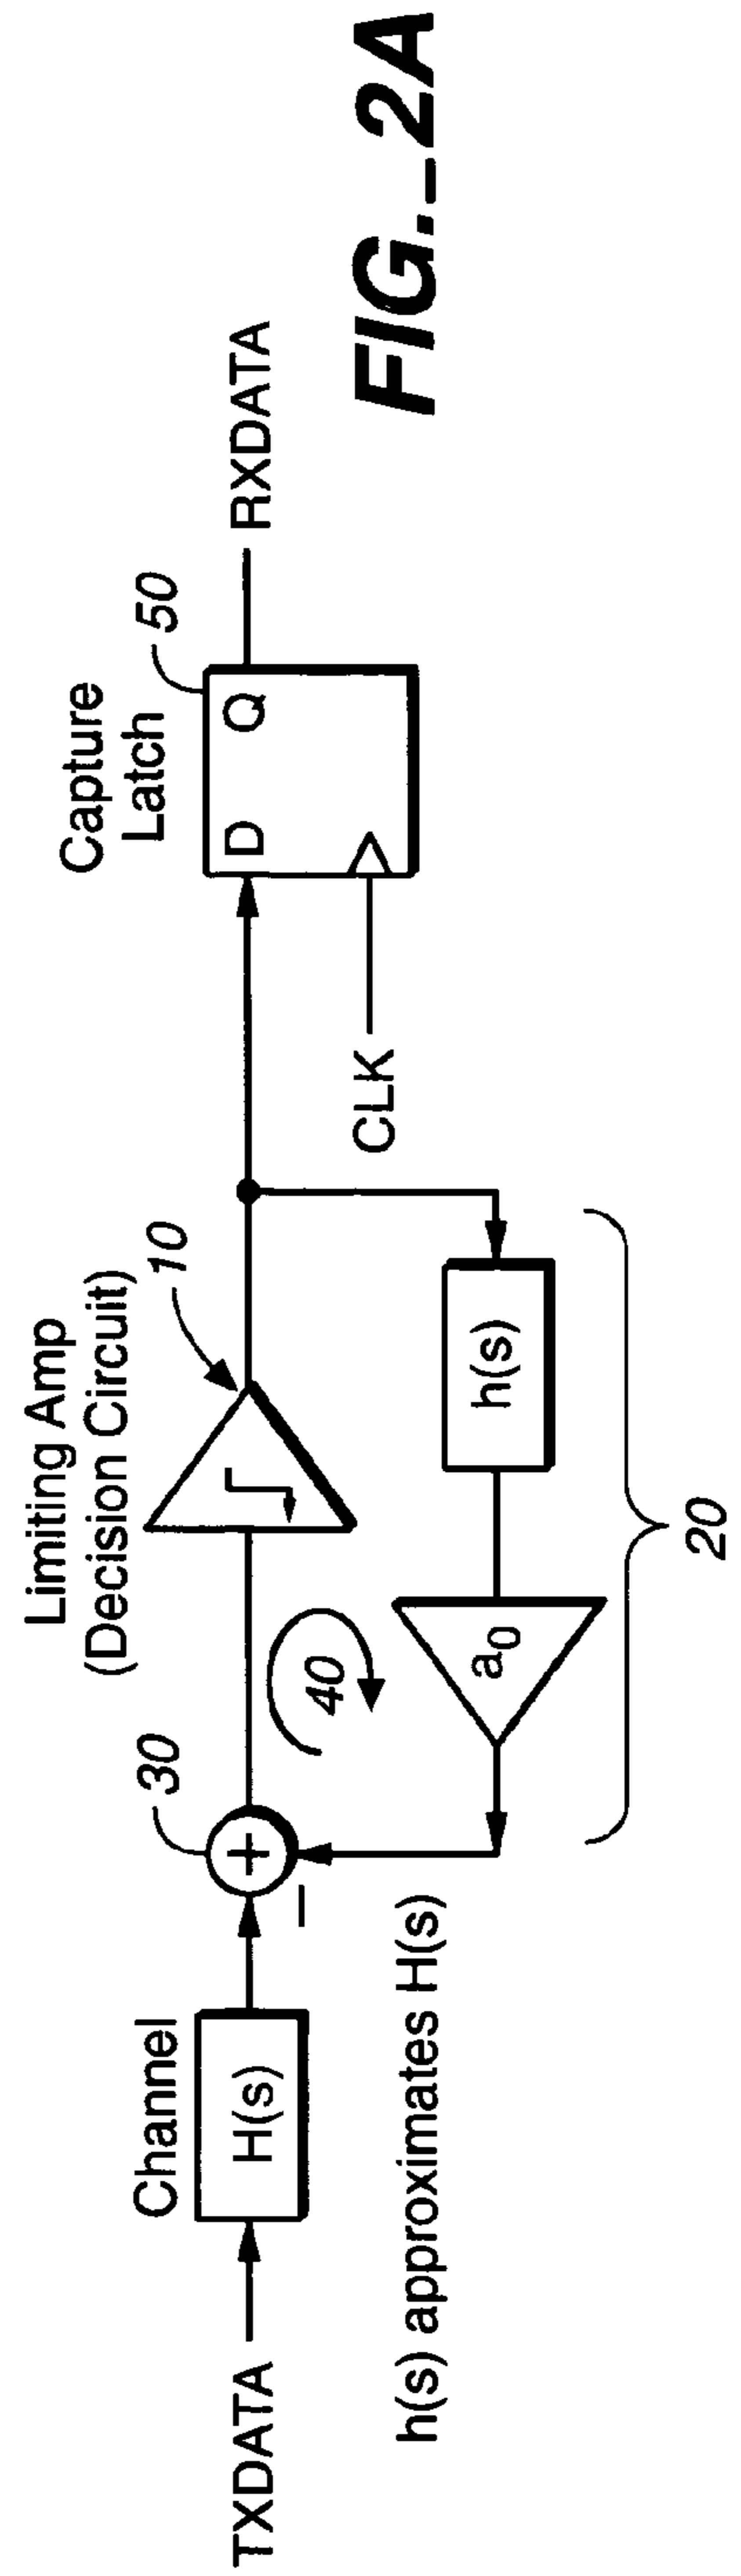 Limiting Amp
(Decision Circuit)
10
Capture
Latch
50
Channel
30
TXDATA
H(s)
+
−
40
D Q
RXDATA
CLK
a0
h(s)
h(s) approximates H(s)
20
FIG._2A